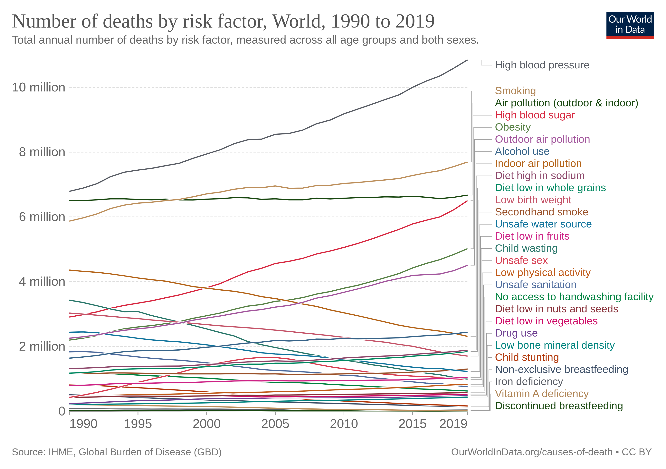 Number of deaths by risk factor, World, 1990 to 2019
Our World
in Data
Total annual number of deaths by risk factor, measured across all age groups and both sexes.
10 million
8 million
6 million
4 million
2 million
0
1990
1995
2000
2005
2010
2015
2019
High blood pressure
Smoking
Air pollution (outdoor & indoor)
High blood sugar
Obesity
Outdoor air pollution
Alcohol use
Indoor air pollution
Diet high in sodium
Diet low in whole grains
Low birth weight
Secondhand smoke
Unsafe water source
Diet low in fruits
Child wasting
Unsafe sex
Low physical activity
Unsafe sanitation
No access to handwashing facility
Diet low in nuts and seeds
Diet low in vegetables
Drug use
Low bone mineral density
Child stunting
Non-exclusive breastfeeding
Iron deficiency
Vitamin A deficiency
Discontinued breastfeeding
Source: IHME, Global Burden of Disease (GBD)
OurWorldInData.org/causes-of-death • CC BY